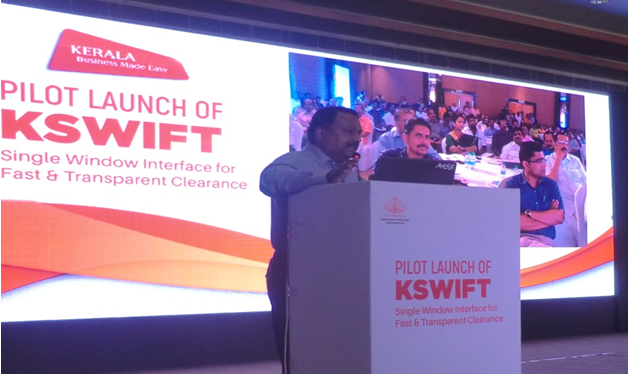 KERALA
Business Made Easy
PILOT LAUNCH OF
KSWIFT
Single Window Interface for
Fast & Transparent Clearance
PILOT LAUNCH OF
KSWIFT
Single Window Interface for
Fast & Transparent Clearance